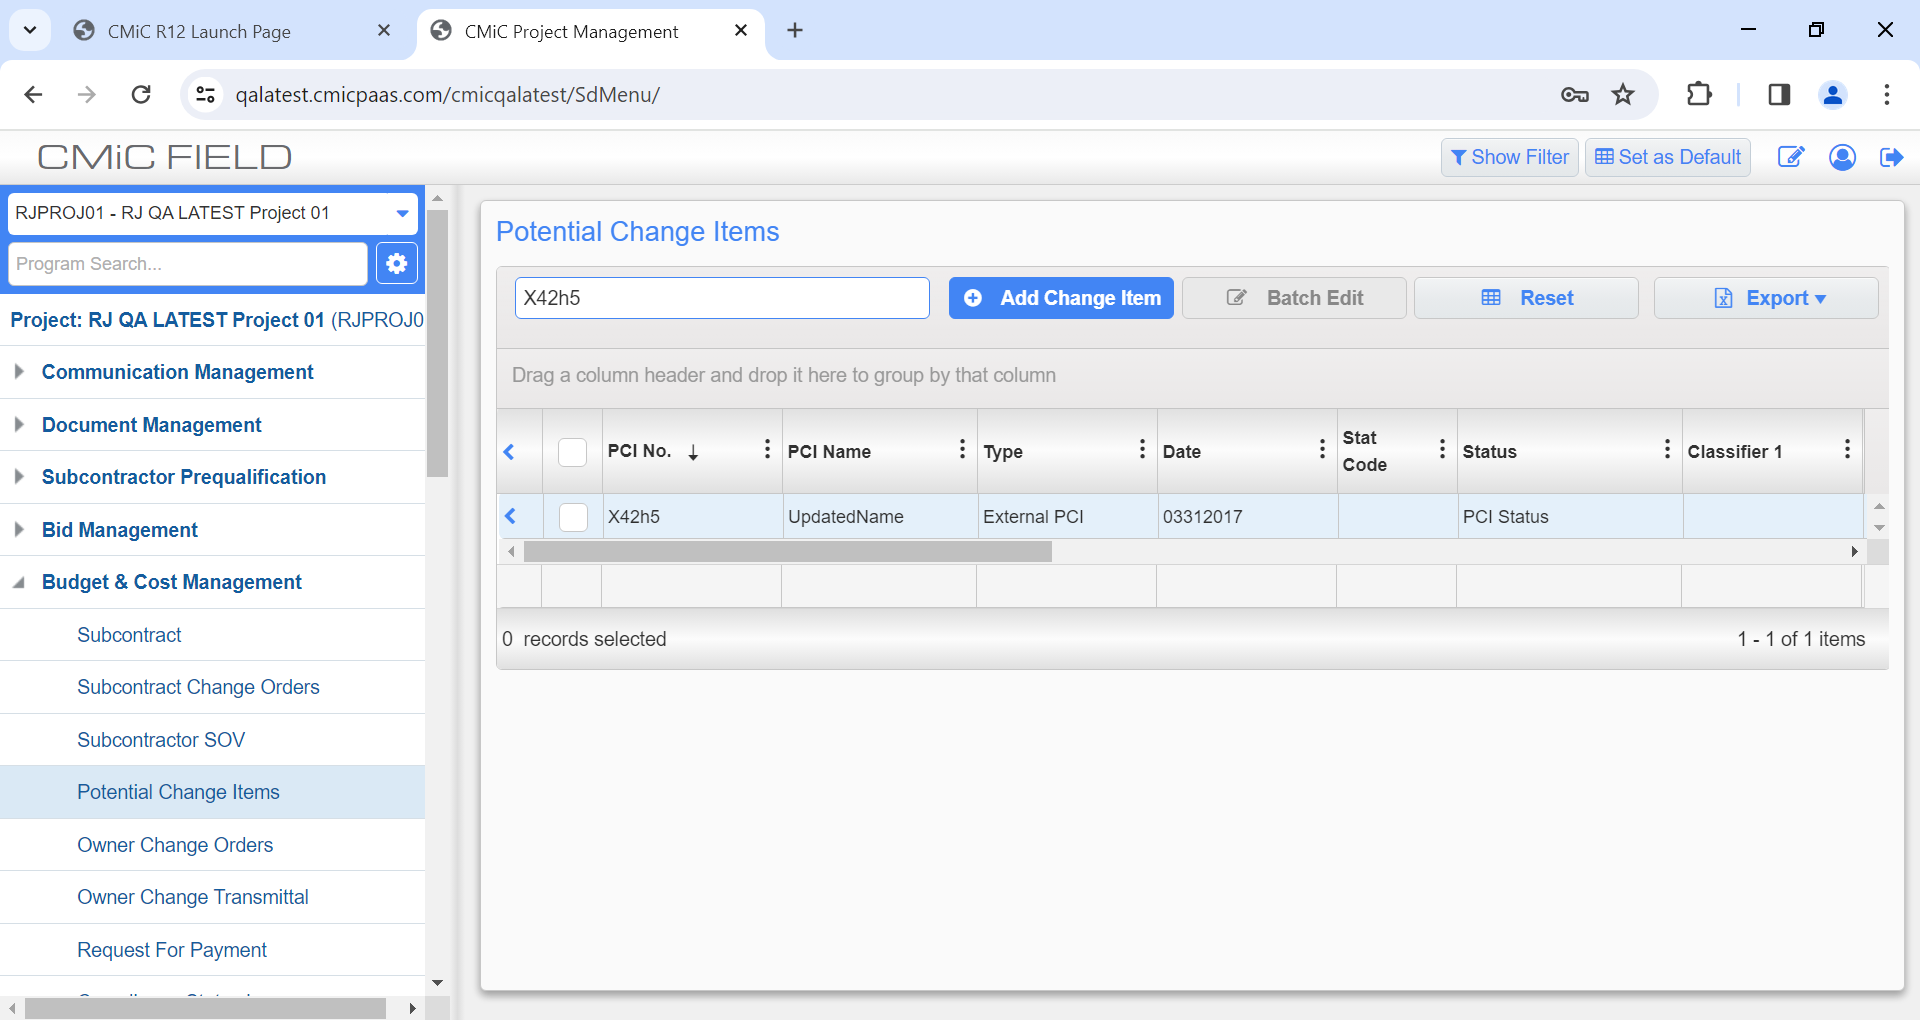 CMiC R12 Launch Page
CMiC Project Management
qalatest.cmicpaas.com/cmicqalatest/SdMenu/
CMiC FIELD
Show Filter
Set as Default
RJPROJ01 - RJ QA LATEST Project 01
Program Search...
Project: RJ QA LATEST Project 01 (RJPROJ0
Communication Management
Document Management
Subcontractor Prequalification
Bid Management
Budget & Cost Management
Subcontract
Subcontract Change Orders
Subcontractor SOV
Potential Change Items
Owner Change Orders
Owner Change Transmittal
Request For Payment
Potential Change Items
X42h5
Add Change Item
Batch Edit
Reset
Export
Drag a column header and drop it here to group by that column
PCI No. PCI Name Type Date Stat Code Status Classifier 1
X42h5 UpdatedName External PCI 03312017 PCI Status
0 records selected
1 - 1 of 1 items